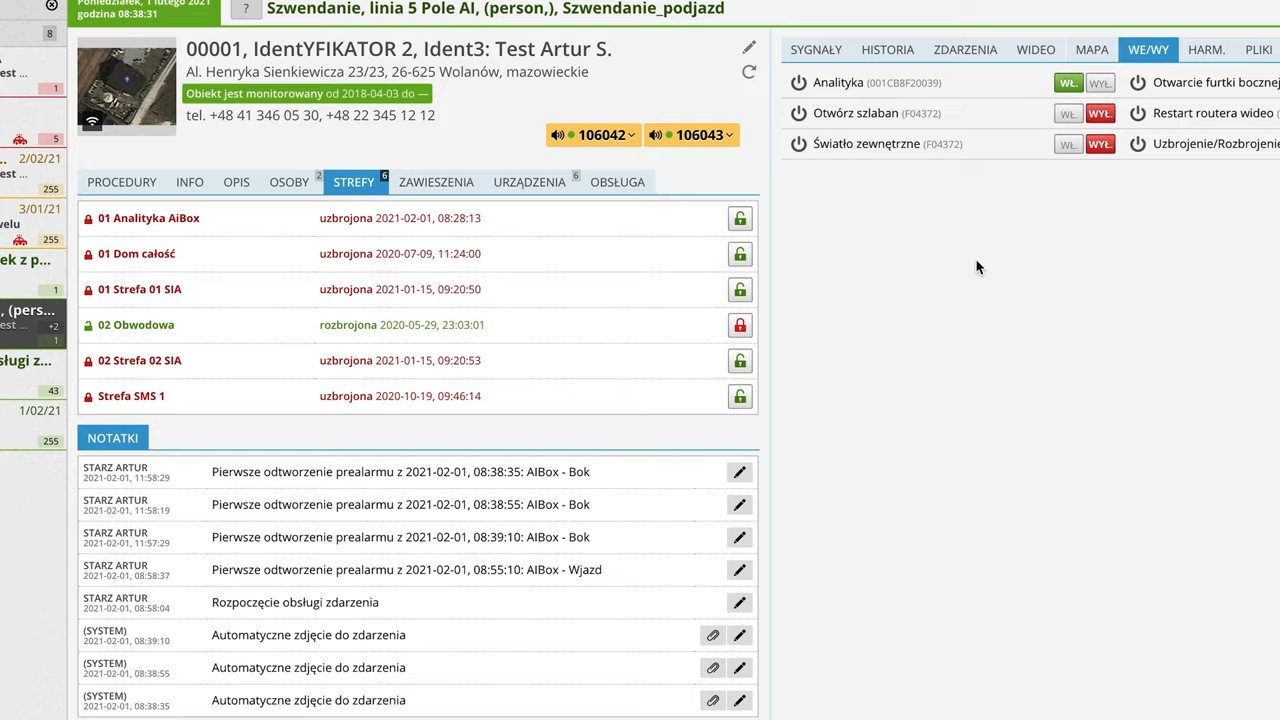 Poniedziałek, 1 lutego 2021
godzina 08:38:31
? Szwendanie, linia 5 Pole AI, (person,), Szwendanie_podjazd
8
est ...
1
5
.. 2/02/21
est ...
255
3/01/21
welu
255
ek z p...
1
, (pers...
est ... +2
1
sługi z...
43
1/02/21
255
00001, IdentYFIKATOR 2, Ident3: Test Artur S.
Al. Henryka Sienkiewicza 23/23, 26-625 Wolanów, mazowieckie
Obiekt jest monitorowany od 2018-04-03 do —
tel. +48 41 346 05 30, +48 22 345 12 12
106042 106043
PROCEDURY INFO OPIS OSOBY 2 STREFY 6 ZAWIESZENIA URZĄDZENIA 6 OBSŁUGA
01 Analityka AiBox uzbrojona 2021-02-01, 08:28:13
01 Dom całość uzbrojona 2020-07-09, 11:24:00
01 Strefa 01 SIA uzbrojona 2021-01-15, 09:20:50
02 Obwodowa rozbrojona 2020-05-29, 23:03:01
02 Strefa 02 SIA uzbrojona 2021-01-15, 09:20:53
Strefa SMS 1 uzbrojona 2020-10-19, 09:46:14
NOTATKI
STARZ ARTUR
2021-02-01, 11:58:29 Pierwsze odtworzenie prealarmu z 2021-02-01, 08:38:35: AIBox - Bok
STARZ ARTUR
2021-02-01, 11:58:19 Pierwsze odtworzenie prealarmu z 2021-02-01, 08:38:55: AIBox - Bok
STARZ ARTUR
2021-02-01, 11:57:29 Pierwsze odtworzenie prealarmu z 2021-02-01, 08:39:10: AIBox - Bok
STARZ ARTUR
2021-02-01, 08:58:37 Pierwsze odtworzenie prealarmu z 2021-02-01, 08:55:10: AIBox - Wjazd
STARZ ARTUR
2021-02-01, 08:58:04 Rozpoczęcie obsługi zdarzenia
(SYSTEM)
2021-02-01, 08:39:10 Automatyczne zdjęcie do zdarzenia
(SYSTEM)
2021-02-01, 08:38:55 Automatyczne zdjęcie do zdarzenia
(SYSTEM)
2021-02-01, 08:38:35 Automatyczne zdjęcie do zdarzenia
SYGNAŁY HISTORIA ZDARZENIA WIDEO MAPA WE/WY HARM. PLIKI
Analityka (001CB8F20039) WŁ. WYŁ. Otwarcie furtki bocznej
Otwórz szlaban (F04372) WŁ. WYŁ. Restart routera wideo (
Światło zewnętrzne (F04372) WŁ. WYŁ. Uzbrojenie/Rozbrojenie